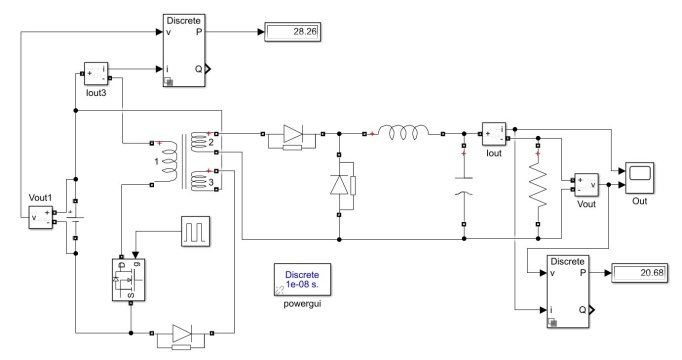 Discrete
v
P
28.26
i
Q
+
i
-
Iout3
1
2
3
Vout1
v
+
-
+
D
g
S
Discrete
1e-08 s.
powergui
+
i
-
Iout
+
-
v
Vout
Out
Discrete
v
P
20.68
i
Q